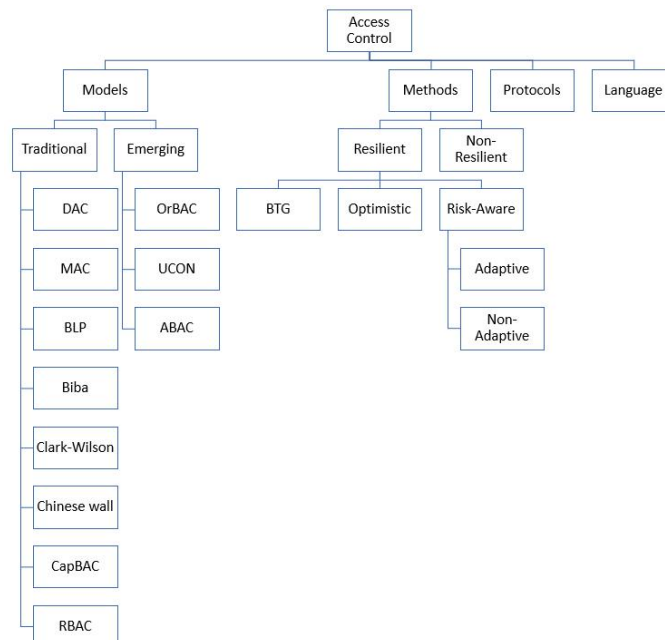 Access
Control
Models
Methods
Protocols
Language
Traditional
Emerging
Resilient
Non-
Resilient
DAC
OrBAC
BTG
Optimistic
Risk-Aware
MAC
UCON
Adaptive
BLP
ABAC
Non-
Adaptive
Biba
Clark-Wilson
Chinese wall
CapBAC
RBAC